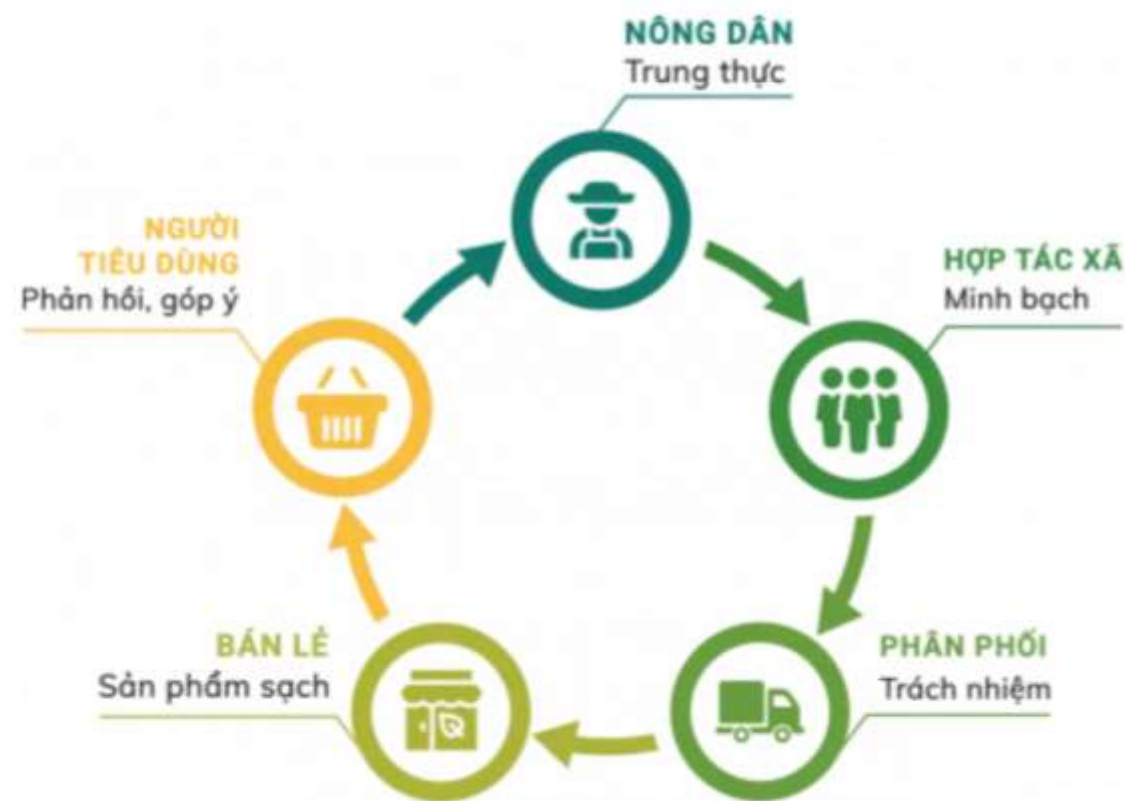 NÔNG DÂN
Trung thực
HỢP TÁC XÃ
Minh bạch
PHÂN PHỐI
Trách nhiệm
BÁN LẺ
Sản phẩm sạch
NGƯỜI
TIÊU DÙNG
Phản hồi, góp ý